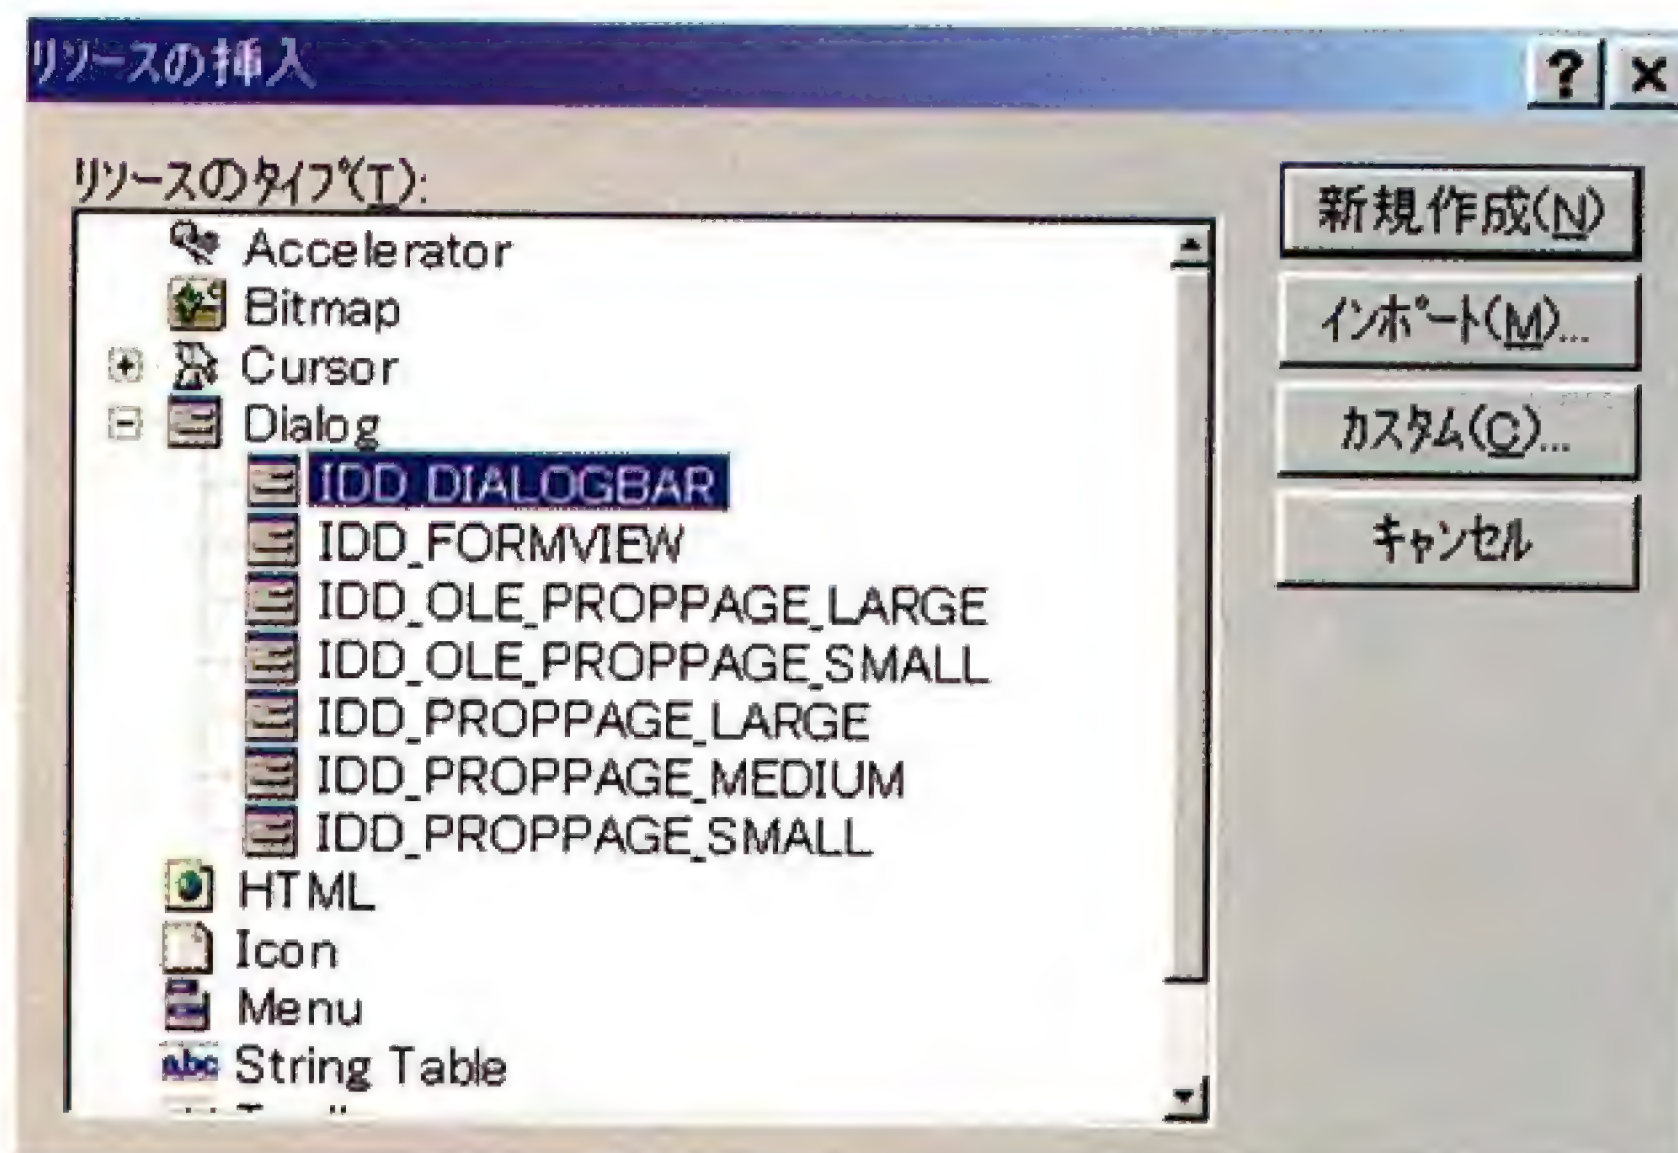 リソースの挿入
リソースのタイプ(T):
Accelerator
Bitmap
Cursor
Dialog
IDD_DIALOGBAR
IDD_FORMVIEW
IDD_OLE_PROPPAGE_LARGE
IDD_OLE_PROPPAGE_SMALL
IDD_PROPPAGE_LARGE
IDD_PROPPAGE_MEDIUM
IDD_PROPPAGE_SMALL
HTML
Icon
Menu
abc String Table
新規作成(N)
インポート(M)...
カスタム(C)...
キャンセル